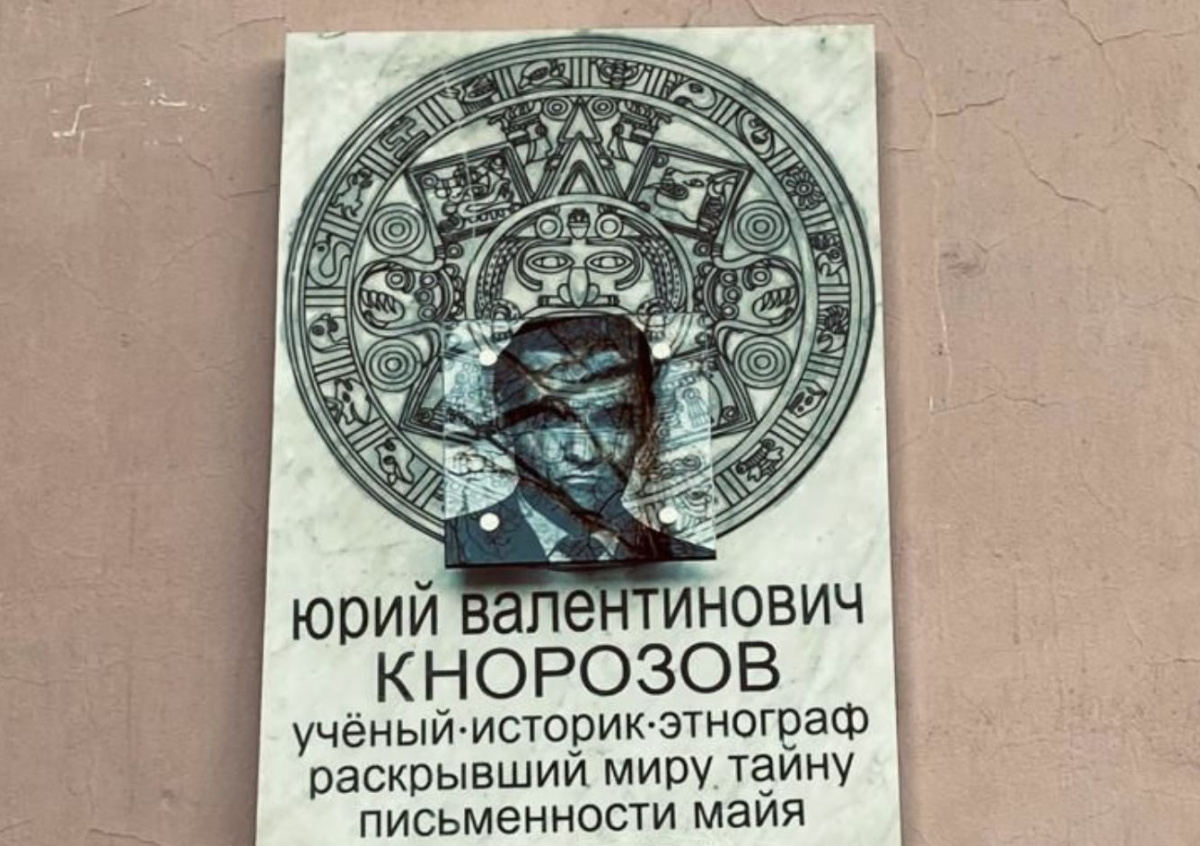 юрий валентинович
КНОРОЗОВ
учёный·историк·этнограф
раскрывший миру тайну
письменности майя